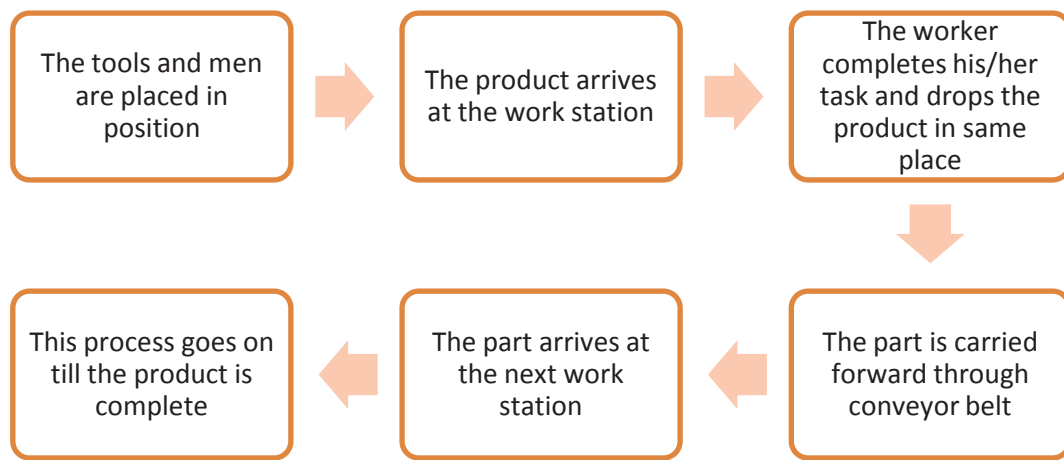 The tools and men
are placed in
position
The product arrives
at the work station
The worker
completes his/her
task and drops the
product in same
place
The part is carried
forward through
conveyor belt
The part arrives at
the next work
station
This process goes on
till the product is
complete